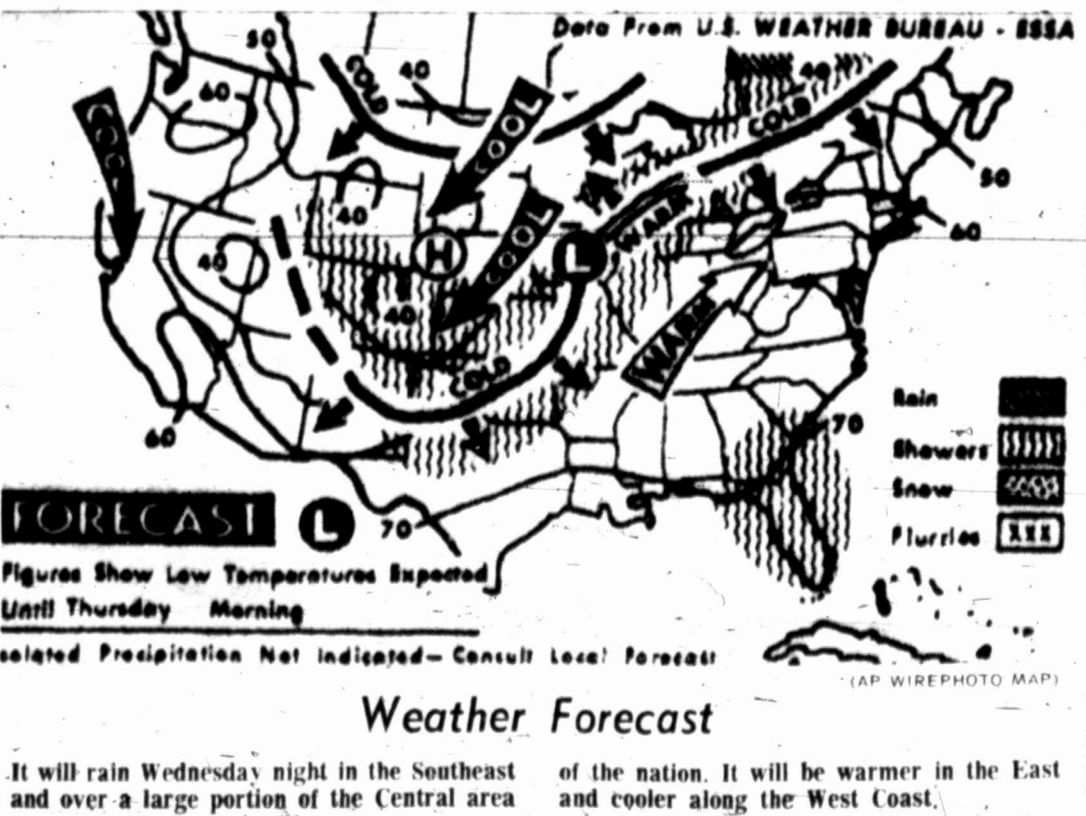 Data From U.S. WEATHER BUREAU - ESSA
50
COLD
40
40
60
COOL
COOL
COLD
50
40
WARM
COOL
60
H
L
40
40
WARM
COLD
Rain
70
60
Showers
Snow
FORECAST
L
70
Flurries
XXX
Figures Show Low Temperatures Expected
Until Thursday Morning
solated Precipitation Not Indicated— Consult Local Forecast
(AP WIREPHOTO MAP)
Weather Forecast
It will rain Wednesday night in the Southeast
and over a large portion of the Central area
of the nation. It will be warmer in the East
and cooler along the West Coast.